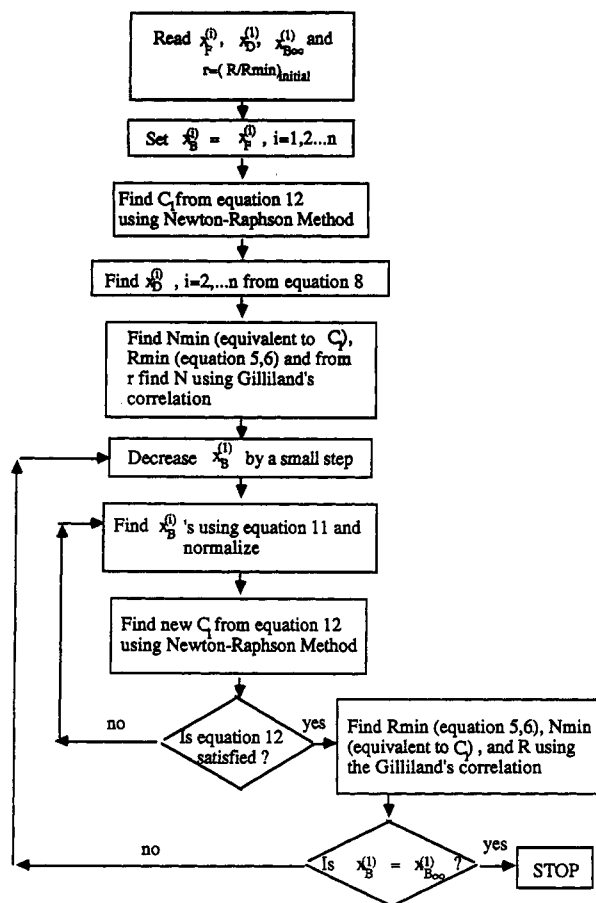 Read x_F^(i), x_D^(1), x_B∞^(1) and
r=(R/Rmin)initial
Set x_B^(i) = x_F^(i), i=1,2...n
Find C₁ from equation 12
using Newton-Raphson Method
Find x_D^(i), i=2,...n from equation 8
Find Nmin (equivalent to C₁),
Rmin (equation 5,6) and from
r find N using Gilliland's
correlation
Decrease x_B^(1) by a small step
Find x_B^(i)'s using equation 11 and
normalize
Find new C₁ from equation 12
using Newton-Raphson Method
no
Is equation 12
satisfied ?
yes
Find Rmin (equation 5,6), Nmin
(equivalent to C₁), and R using
the Gilliland's correlation
no
Is x_B^(1) = x_B∞^(1) ?
yes
STOP